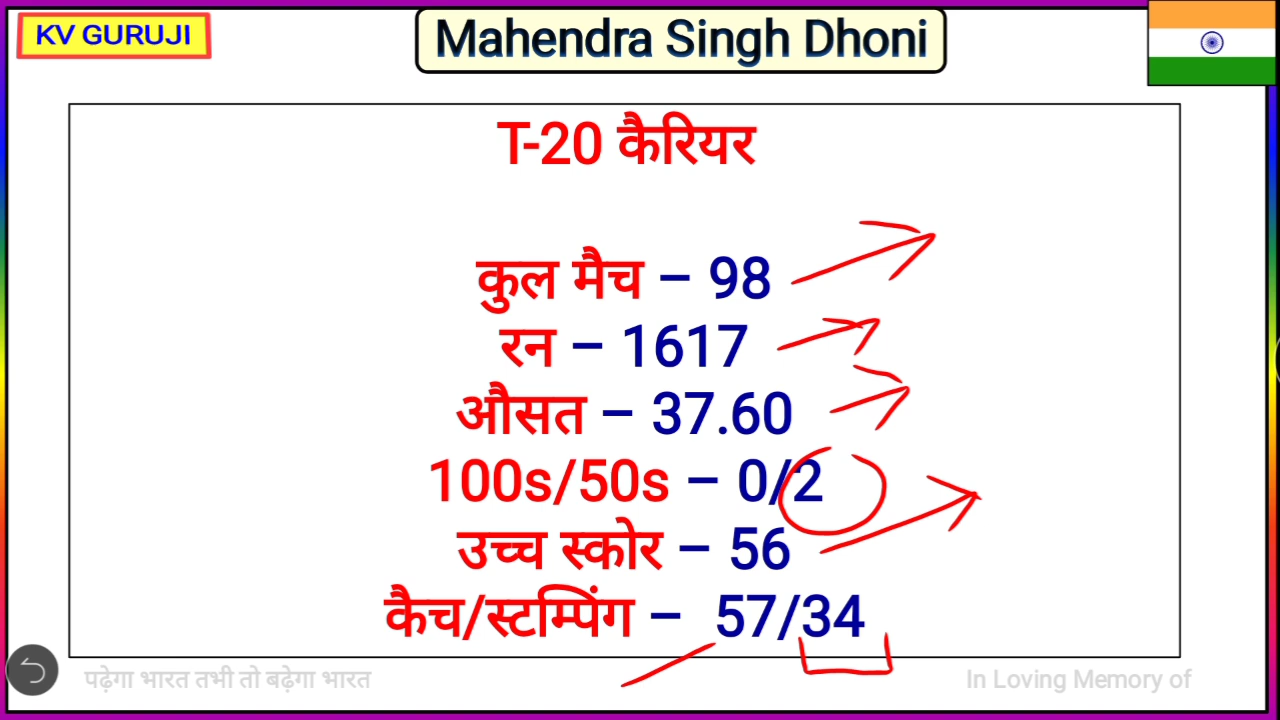 KV GURUJI
Mahendra Singh Dhoni
T-20 कैरियर
कुल मैच – 98
रन – 1617
औसत – 37.60
100s/50s – 0/2
उच्च स्कोर – 56
कैच/स्टम्पिंग – 57/34
पढ़ेगा भारत तभी तो बढ़ेगा भारत
In Loving Memory of